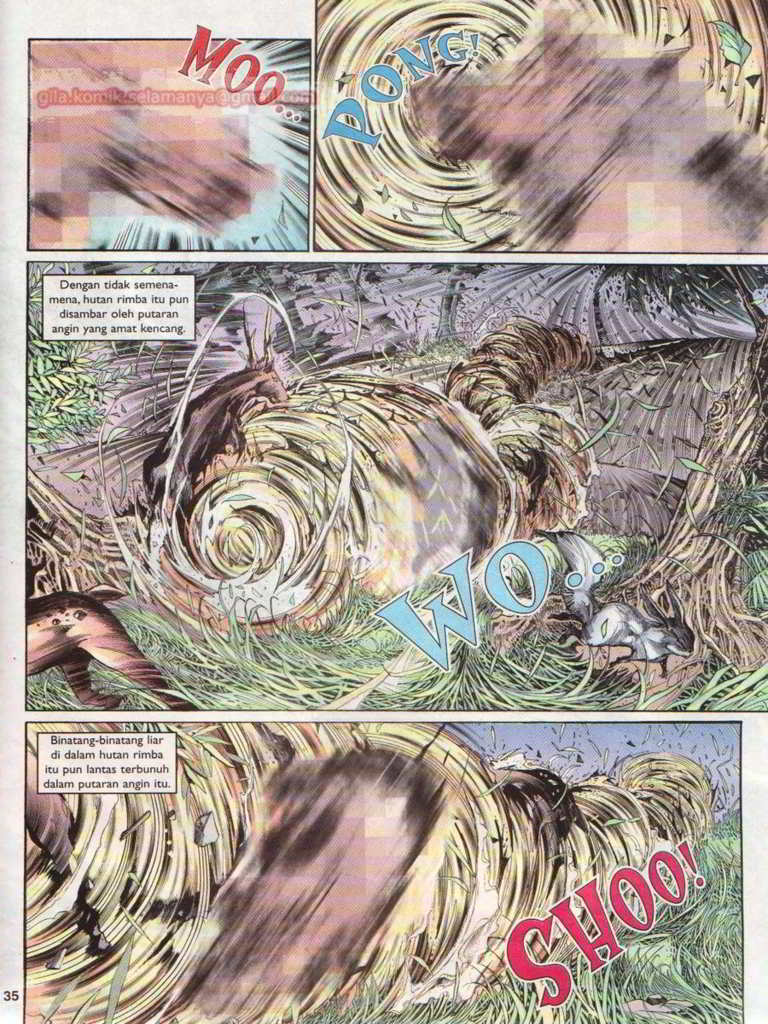 MOO...
gila.komik.selamanya@gmail.com
PONG!
Dengan tidak semena-
mena, hutan rimba itu pun
disambar oleh putaran
angin yang amat kencang.
WO...
Binatang-binatang liar
di dalam hutan rimba
itu pun lantas terbunuh
dalam putaran angin itu.
SHOO!
35